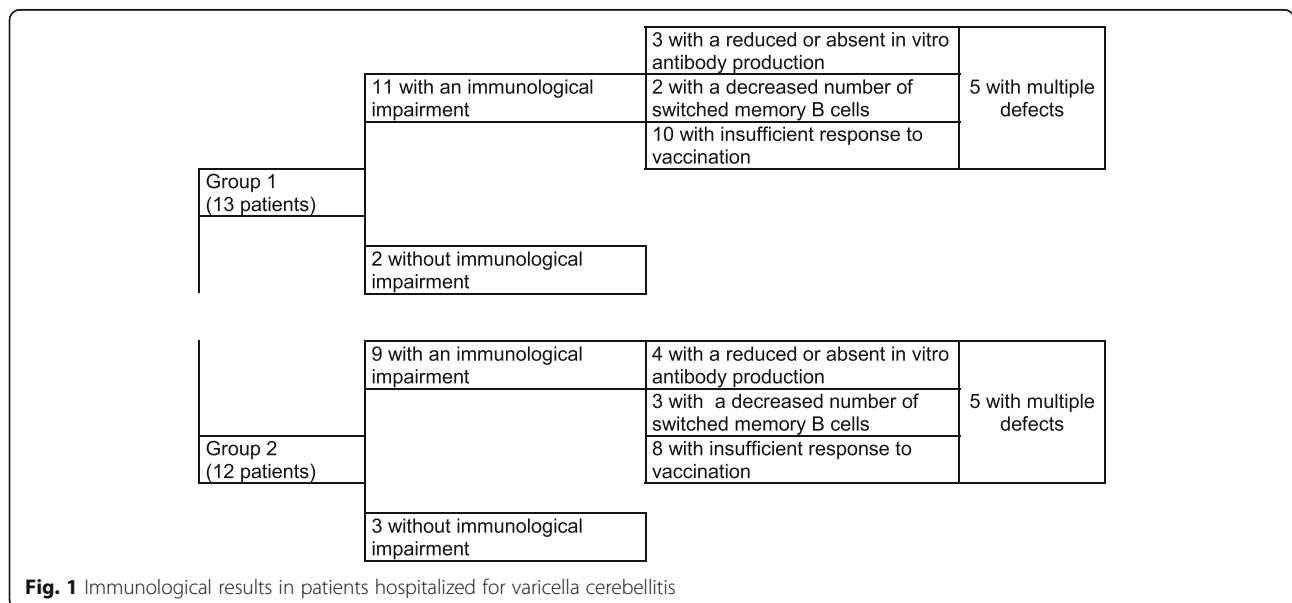 3 with a reduced or absent in vitro
antibody production
11 with an immunological
impairment
2 with a decreased number of
switched memory B cells
5 with multiple
defects
10 with insufficient response to
vaccination
Group 1
(13 patients)
2 without immunological
impairment
9 with an immunological
impairment
4 with a reduced or absent in vitro
antibody production
3 with  a decreased number of
switched memory B cells
5 with multiple
defects
Group 2
(12 patients)
8 with insufficient response to
vaccination
3 without immunological
impairment
Fig. 1 Immunological results in patients hospitalized for varicella cerebellitis